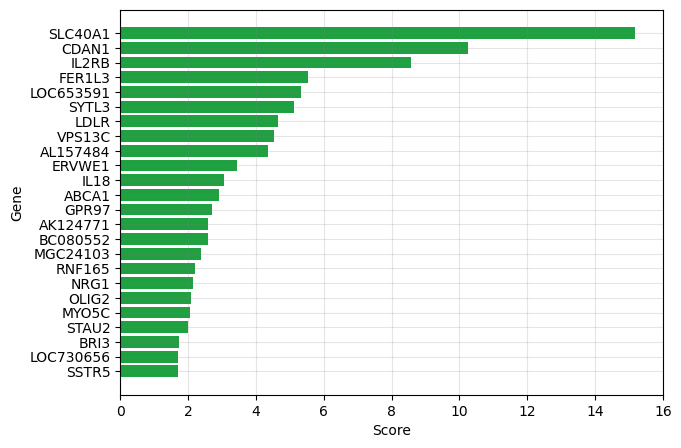 SLC40A1
CDAN1
IL2RB
FER1L3
LOC653591
SYTL3
LDLR
VPS13C
AL157484
ERVWE1
IL18
ABCA1
GPR97
AK124771
BC080552
MGC24103
RNF165
NRG1
OLIG2
MYO5C
STAU2
BRI3
LOC730656
SSTR5
Gene
0 2 4 6 8 10 12 14 16
Score